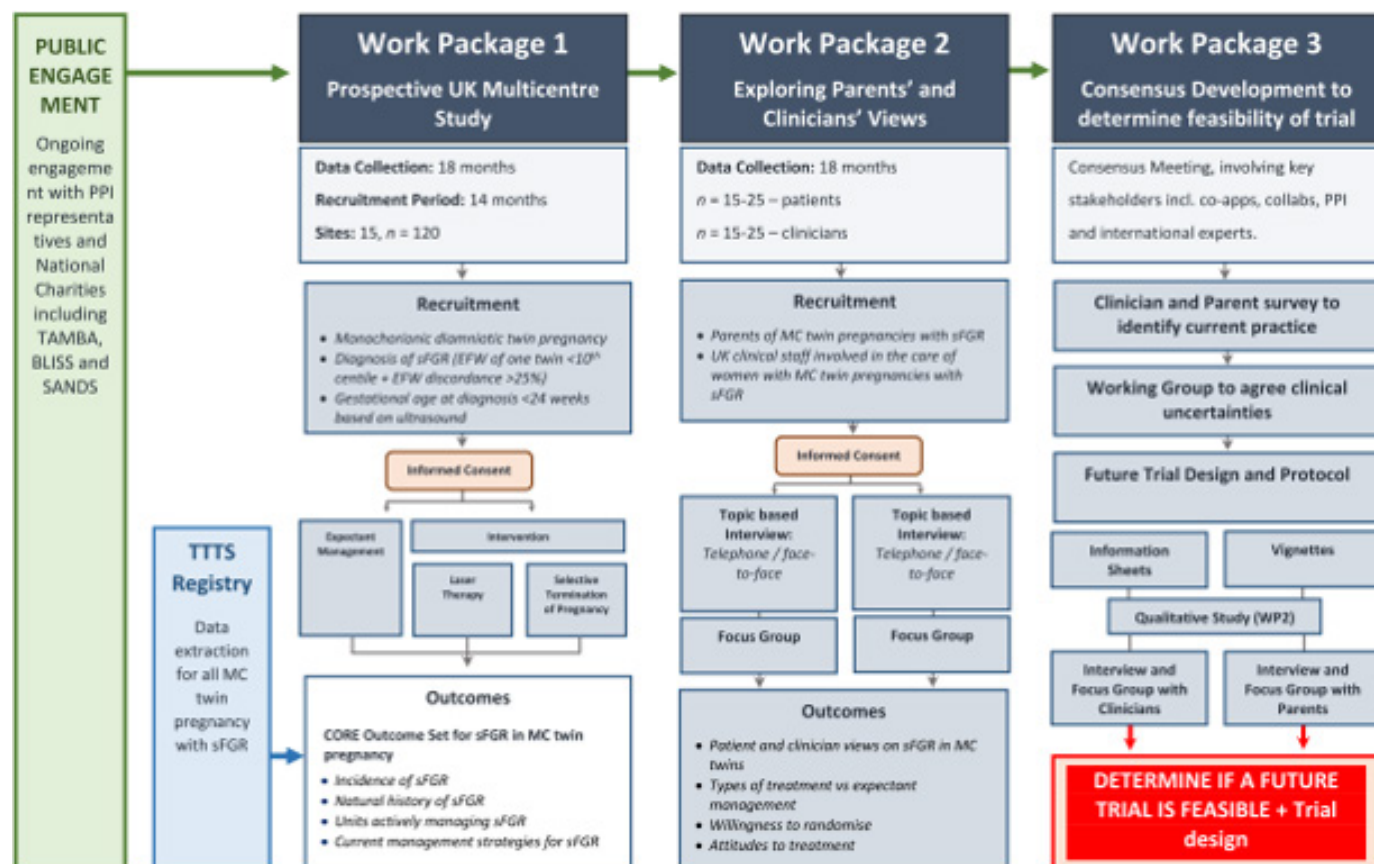 PUBLIC
ENGAGE
MENT
Ongoing
engageme
nt with PPI
representa
tives and
National
Charities
including
TAMBA,
BLISS and
SANDS
TTTS
Registry
Data
extraction
for all MC
twin
pregnancy
with sFGR
Work Package 1
Prospective UK Multicentre
Study
Data Collection: 18 months
Recruitment Period: 14 months
Sites: 15, n = 120
Recruitment
• Monochorionic diamniotic twin pregnancy
• Diagnosis of sFGR (EFW of one twin <10th
centile + EFW discordance >25%)
• Gestational age at diagnosis <24 weeks
based on ultrasound
Informed Consent
Expectant
Management
Intervention
Laser
Therapy
Selective
Termination
of Pregnancy
Outcomes
CORE Outcome Set for sFGR in MC twin
pregnancy
• Incidence of sFGR
• Natural history of sFGR
• Units actively managing sFGR
• Current management strategies for sFGR
Work Package 2
Exploring Parents' and
Clinicians' Views
Data Collection: 18 months
n = 15-25 – patients
n = 15-25 – clinicians
Recruitment
• Parents of MC twin pregnancies with sFGR
• UK clinical staff involved in the care of
women with MC twin pregnancies with
sFGR
Informed Consent
Topic based
Interview:
Telephone / face-
to-face
Focus Group
Topic based
Interview:
Telephone / face-
to-face
Focus Group
Outcomes
• Patient and clinician views on sFGR in MC
twins
• Types of treatment vs expectant
management
• Willingness to randomise
• Attitudes to treatment
Work Package 3
Consensus Development to
determine feasibility of trial
Consensus Meeting, involving key
stakeholders incl. co-apps, collabs, PPI
and international experts.
Clinician and Parent survey to
identify current practice
Working Group to agree clinical
uncertainties
Future Trial Design and Protocol
Information
Sheets
Vignettes
Qualitative Study (WP2)
Interview and
Focus Group with
Clinicians
Interview and
Focus Group with
Parents
DETERMINE IF A FUTURE
TRIAL IS FEASIBLE + Trial
design